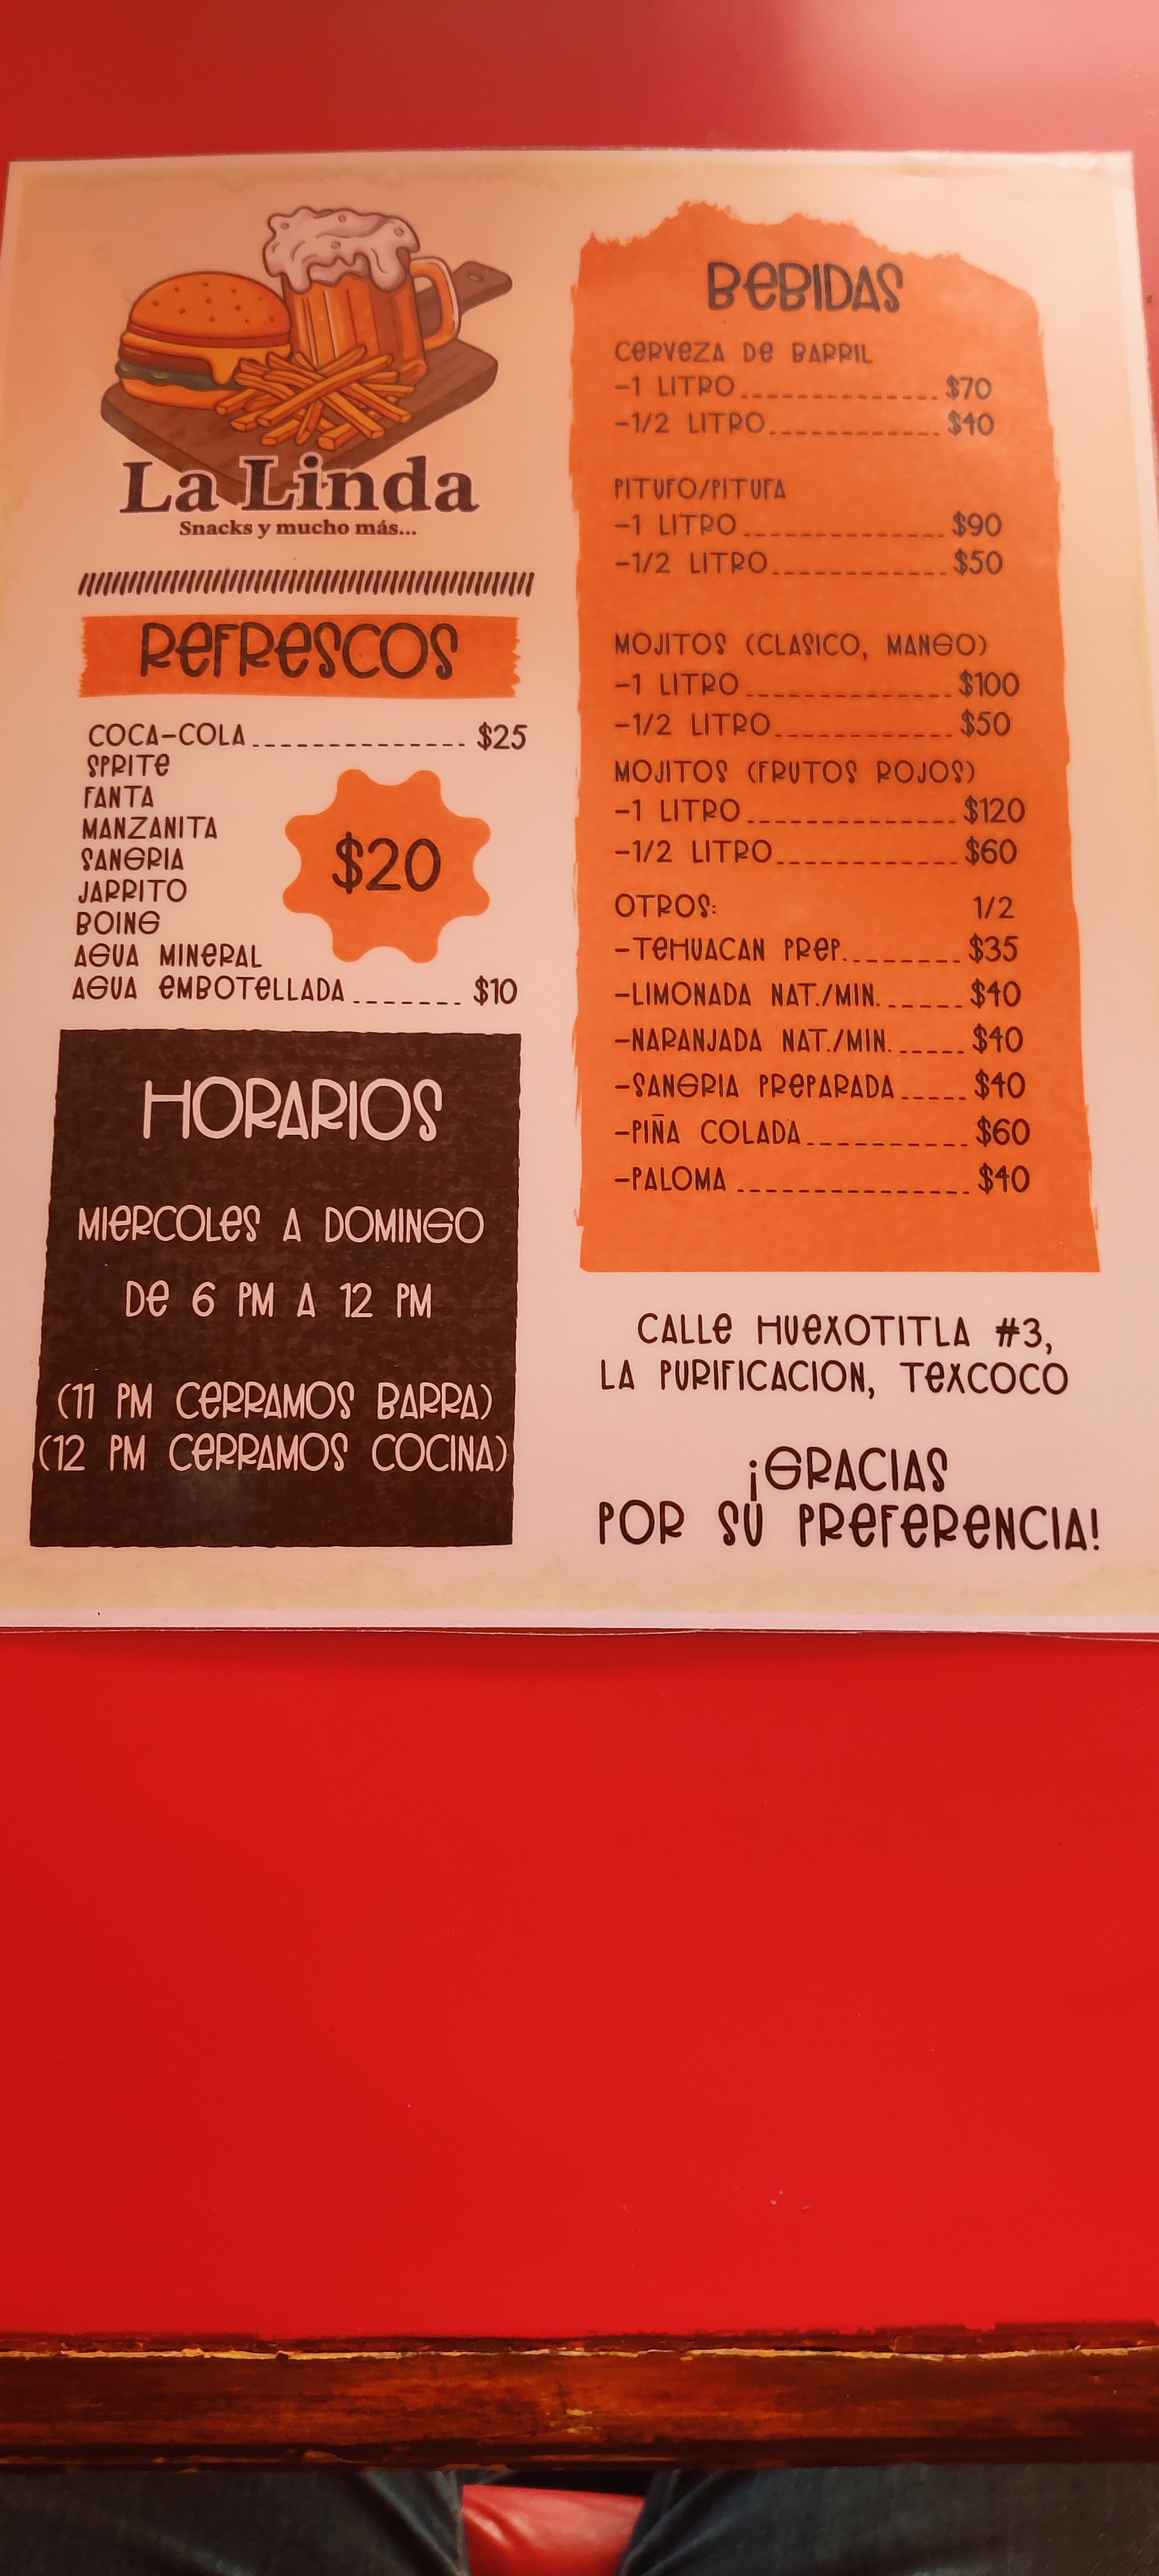 La Linda
Snacks y mucho más...
REFRESCOS
COCA-COLA $25
SPRITE
FANTA
MANZANITA
SANGRIA
JARRITO
BOING
AGUA MINERAL
$20
AGUA EMBOTELLADA $10
HORARIOS
MIERCOLES A DOMINGO
DE 6 PM A 12 PM
(11 PM CERRAMOS BARRA)
(12 PM CERRAMOS COCINA)
BEBIDAS
CERVEZA DE BARRIL
-1 LITRO $70
-1/2 LITRO $40
PITUFO/PITUFA
-1 LITRO $90
-1/2 LITRO $50
MOJITOS (CLASICO, MANGO)
-1 LITRO $100
-1/2 LITRO $50
MOJITOS (FRUTOS ROJOS)
-1 LITRO $120
-1/2 LITRO $60
OTROS: 1/2
-TEHUACAN PREP. $35
-LIMONADA NAT./MIN. $40
-NARANJADA NAT./MIN. $40
-SANGRIA PREPARADA $40
-PIÑA COLADA $60
-PALOMA $40
CALLE HUEXOTITLA #3,
LA PURIFICACION, TEXCOCO
¡GRACIAS
POR SU PREFERENCIA!